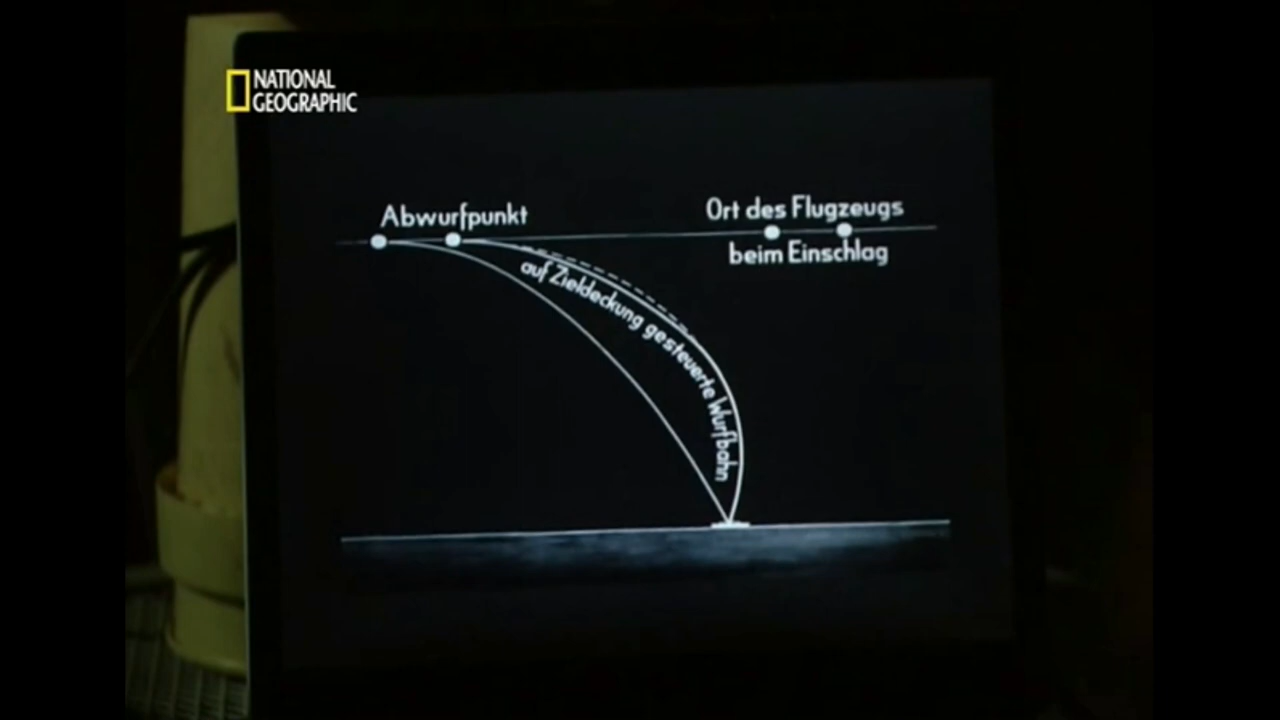 NATIONAL
GEOGRAPHIC
Abwurfpunkt
Ort des Flugzeugs
beim Einschlag
auf Zieldeckung gesteuerte Wurfbahn